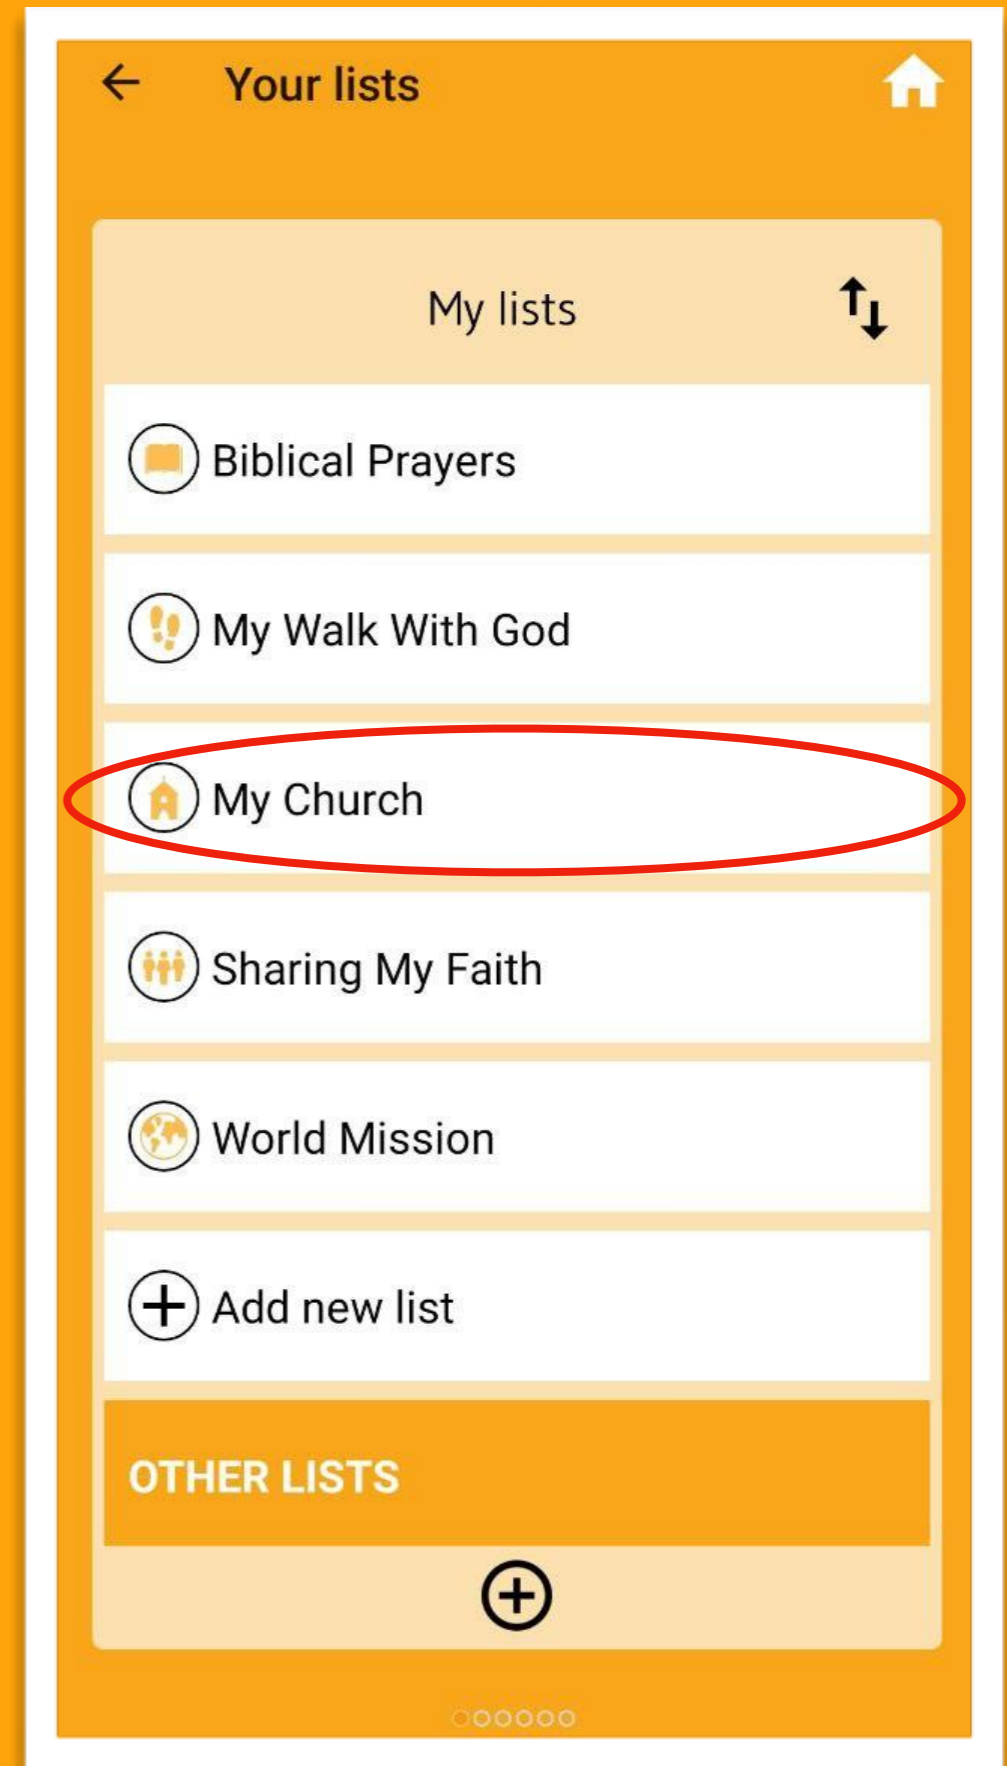 Your lists
My lists
Biblical Prayers
My Walk With God
My Church
Sharing My Faith
World Mission
Add new list
OTHER LISTS